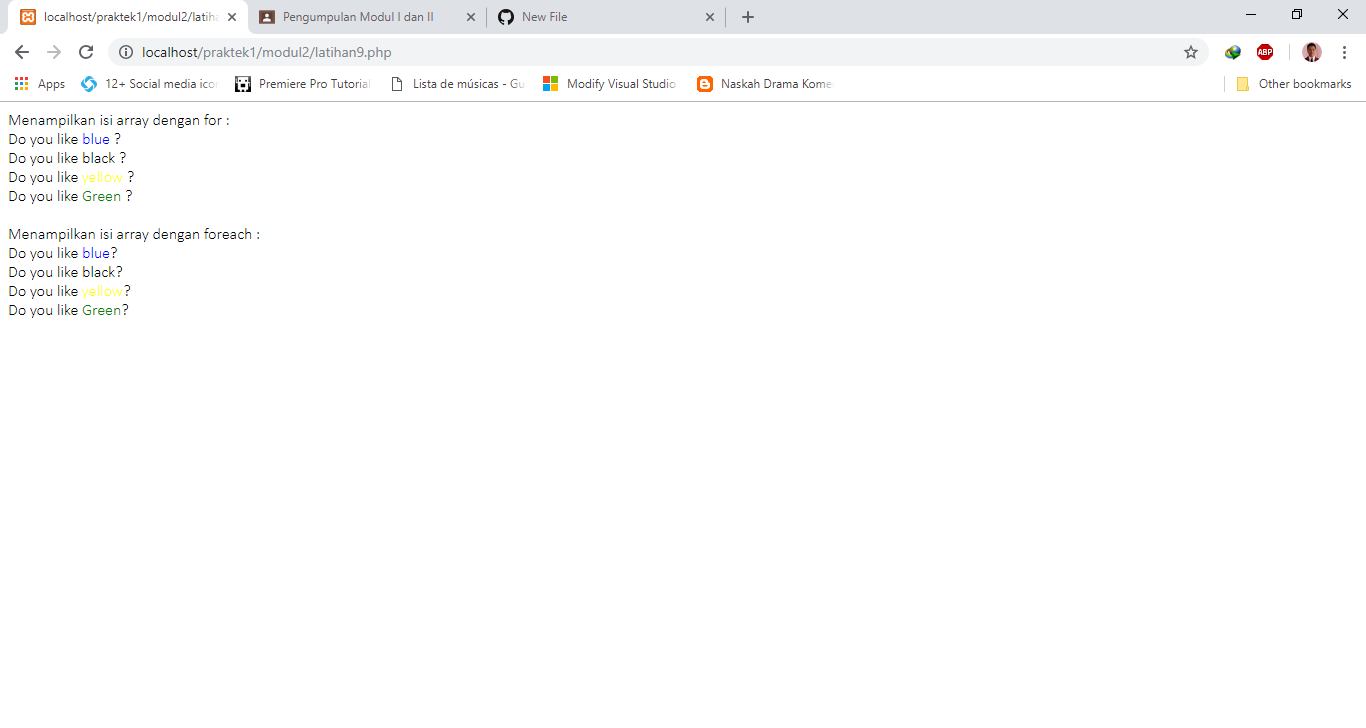 localhost/praktek1/modul2/latiha
Pengumpulan Modul I dan II
New File
localhost/praktek1/modul2/latihan9.php
ABP
Apps
12+ Social media icon
Premiere Pro Tutorial
Lista de músicas - Gu
Modify Visual Studio
Naskah Drama Kome
Other bookmarks
Menampilkan isi array dengan for :
Do you like blue ?
Do you like black ?
Do you like yellow ?
Do you like Green ?
Menampilkan isi array dengan foreach :
Do you like blue?
Do you like black?
Do you like yellow?
Do you like Green?